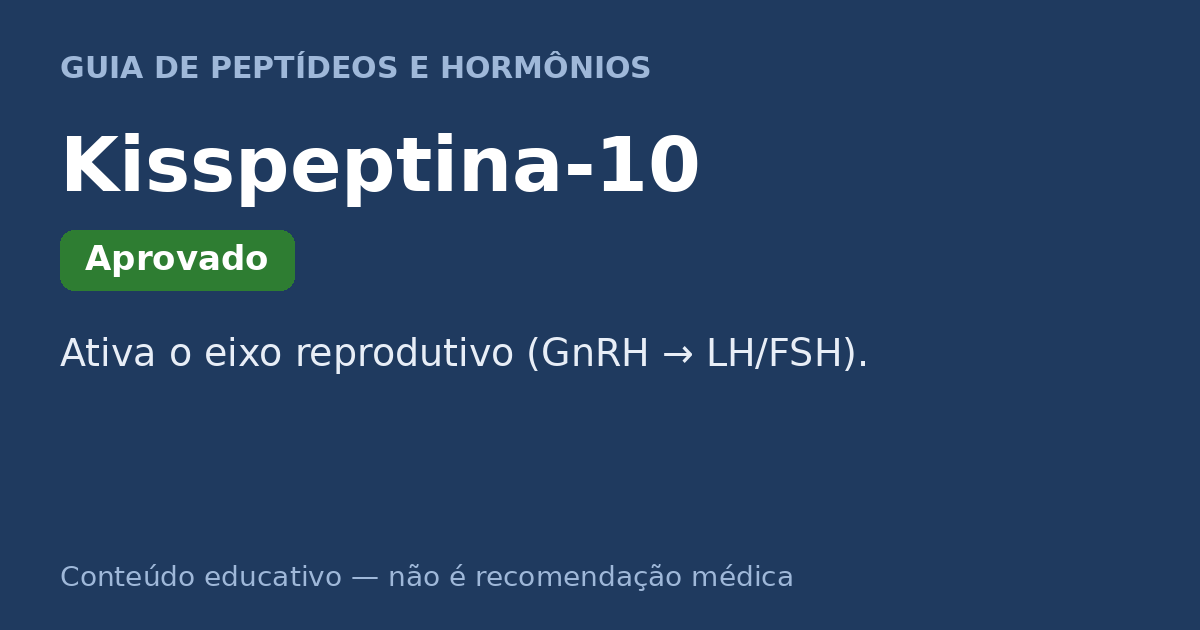 GUIA DE PEPTÍDEOS E HORMÔNIOS
Kisspeptina-10
Aprovado
Ativa o eixo reprodutivo (GnRH → LH/FSH).
Conteúdo educativo — não é recomendação médica